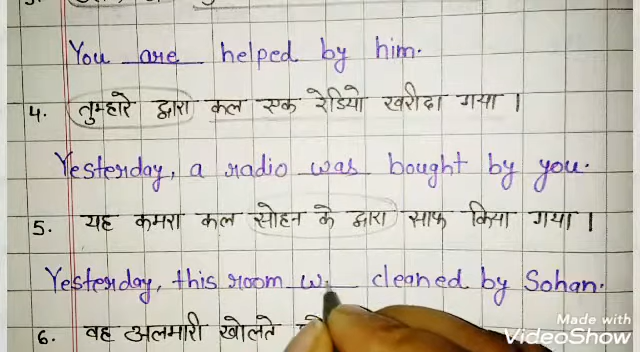 You are helped by him.
4. तुम्हारे द्वारा कल एक रेडियो खरीदा गया ।
Yesterday, a radio was bought by you.
5. यह कमरा कल सोहन के द्वारा साफ किया गया ।
Yesterday, this room w cleaned by Sohan.
6. वह अलमारी खोलते
Made with
VideoShow